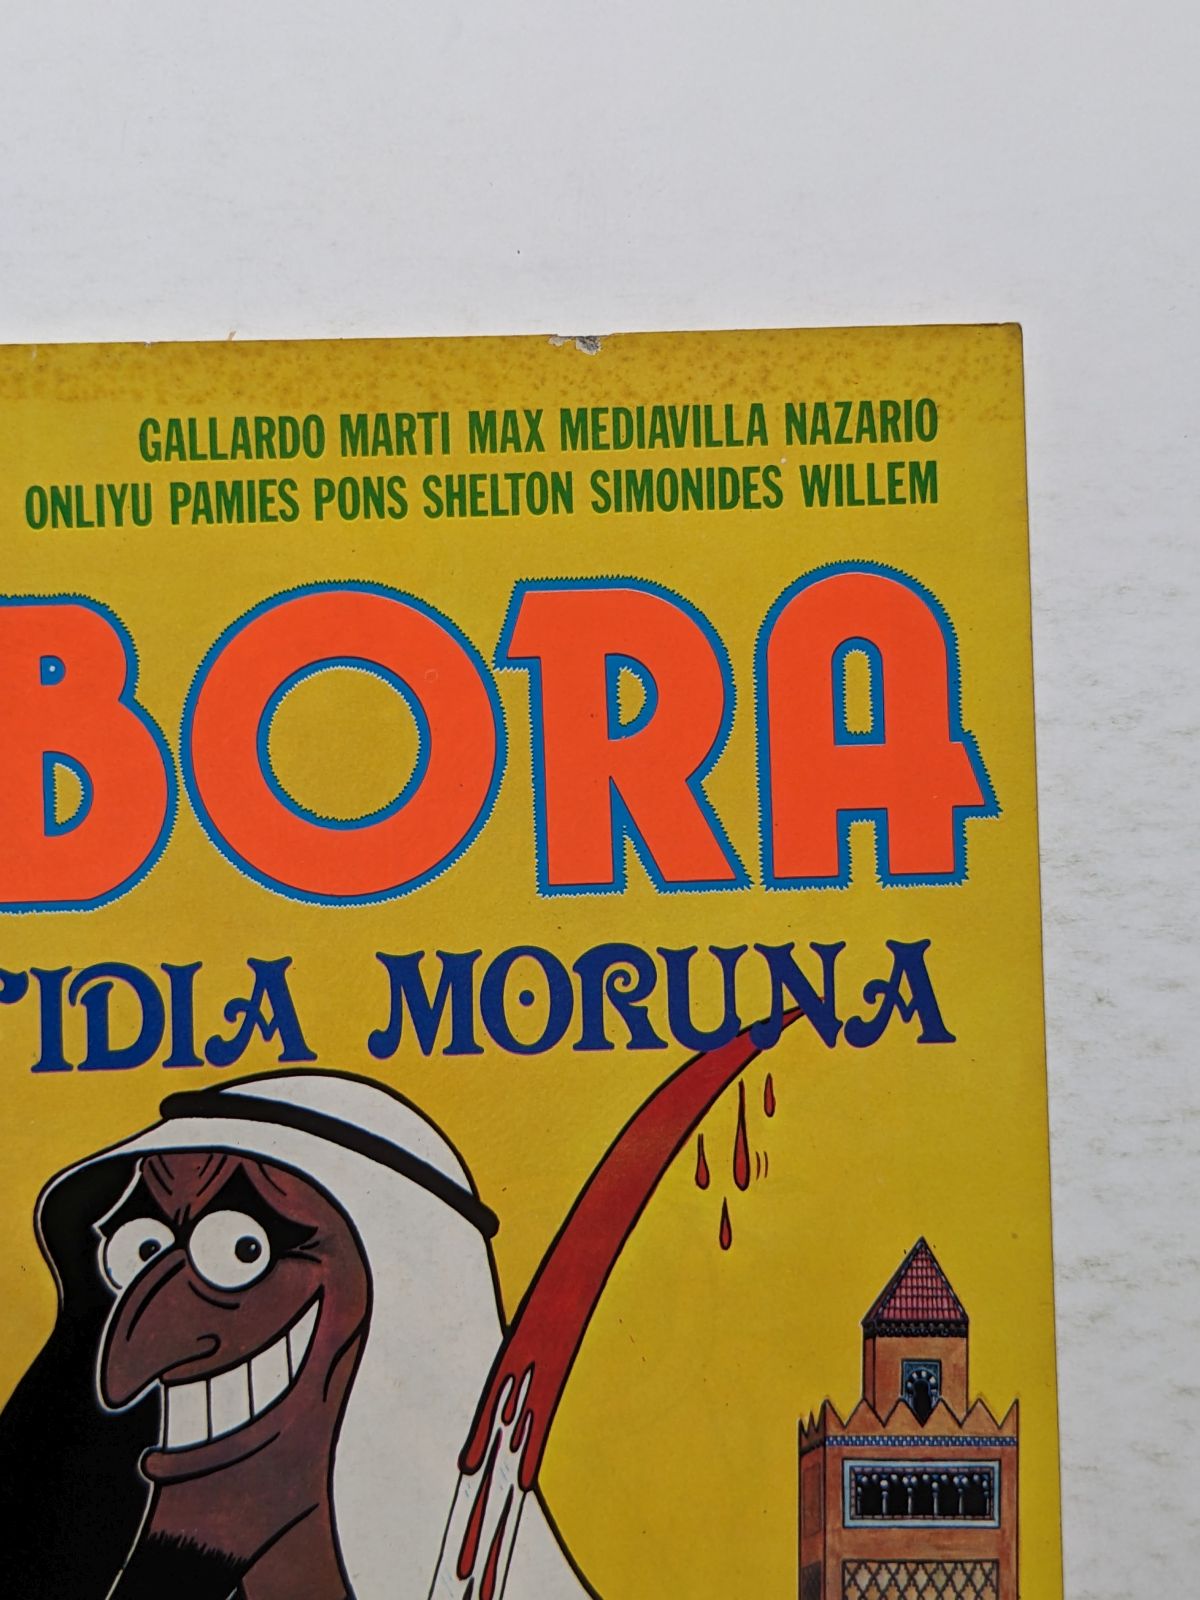 GALLARDO MARTI MAX MEDIAVILLA NAZARIO
ONLIYU PAMIES PONS SHELTON SIMONIDES WILLEM
BORA
TIDIA MORUNA